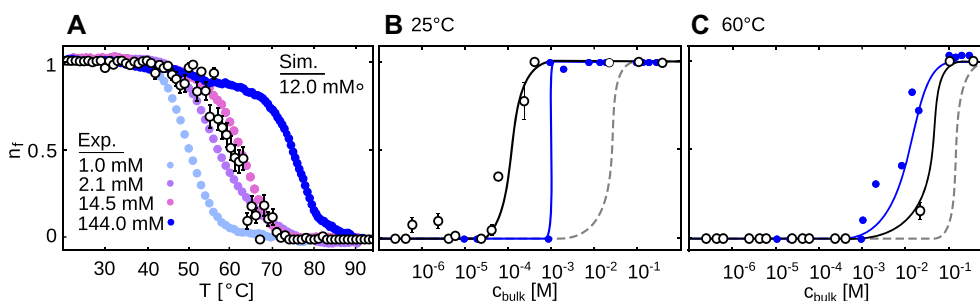 A
B 25°C
C 60°C
Sim.
12.0 mM
Exp.
1.0 mM
2.1 mM
14.5 mM
144.0 mM
n_f
1
0.5
0
30 40 50 60 70 80 90
T [°C]
10^-6 10^-5 10^-4 10^-3 10^-2 10^-1
c_bulk [M]
10^-6 10^-5 10^-4 10^-3 10^-2 10^-1
c_bulk [M]